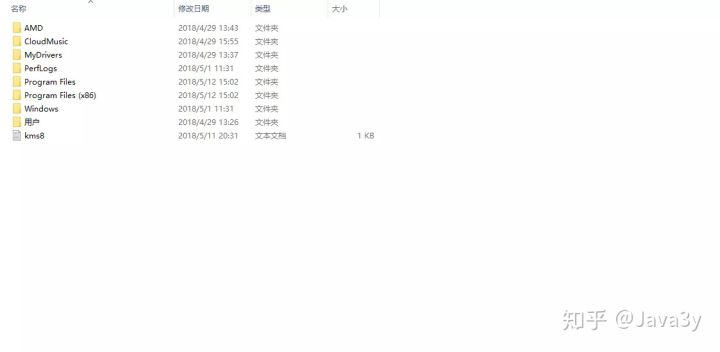 名称 修改日期 类型 大小
AMD 2018/4/29 13:43 文件夹
CloudMusic 2018/4/29 15:55 文件夹
MyDrivers 2018/4/29 13:37 文件夹
PerfLogs 2018/5/1 11:31 文件夹
Program Files 2018/5/12 15:02 文件夹
Program Files (x86) 2018/5/12 15:02 文件夹
Windows 2018/5/1 11:31 文件夹
用户 2018/4/29 13:26 文件夹
kms8 2018/5/11 20:31 文本文档 1 KB
知乎 @Java3y